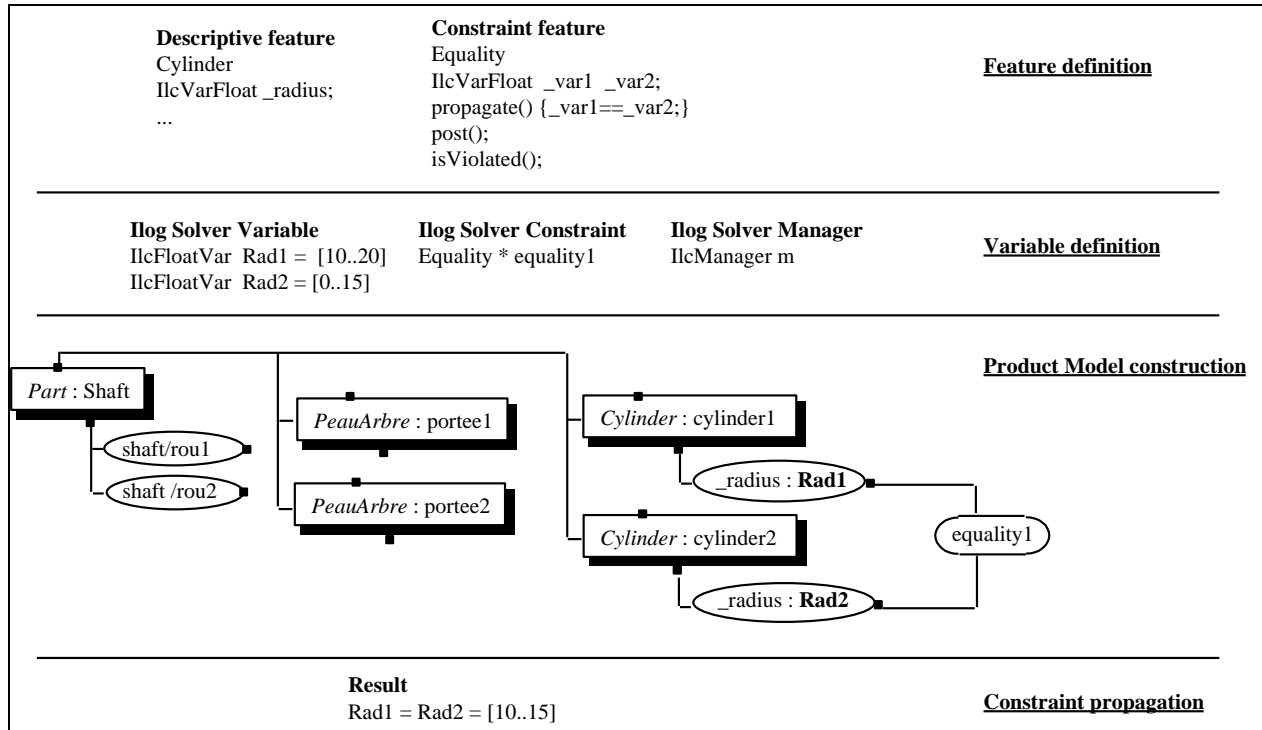 Descriptive feature
Cylinder
IlcVarFloat _radius;
...
Constraint feature
Equality
IlcVarFloat _var1 _var2;
propagate() {_var1==_var2;}
post();
isViolated();
Feature definition
Ilog Solver Variable
IlcFloatVar Rad1 = [10..20]
IlcFloatVar Rad2 = [0..15]
Ilog Solver Constraint
Equality * equality1
Ilog Solver Manager
IlcManager m
Variable definition
Product Model construction
Part : Shaft
shaft/rou1
shaft /rou2
PeauArbre : portee1
PeauArbre : portee2
Cylinder : cylinder1
_radius : Rad1
Cylinder : cylinder2
_radius : Rad2
equality1
Result
Rad1 = Rad2 = [10..15]
Constraint propagation